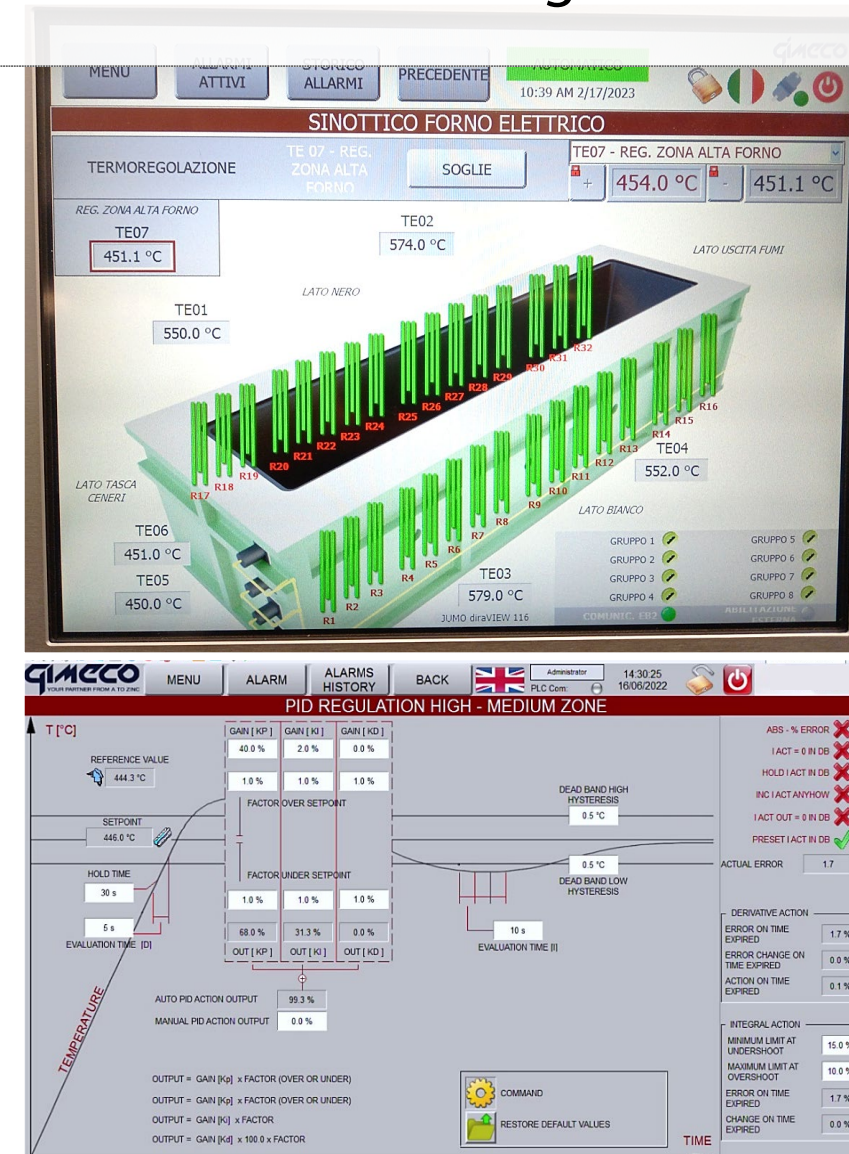 GIMECO
MENU
ALLARMI ATTIVI
STORICO ALLARMI
PRECEDENTE
AUTOMATICO
10:39 AM 2/17/2023
SINOTTICO FORNO ELETTRICO
TERMOREGOLAZIONE
TE 07 - REG. ZONA ALTA FORNO
SOGLIE
TE07 - REG. ZONA ALTA FORNO
+ 454.0 °C - 451.1 °C
REG. ZONA ALTA FORNO
TE07
451.1 °C
TE02
574.0 °C
LATO USCITA FUMI
LATO NERO
TE01
550.0 °C
R17 R18 R19 R20 R21 R22 R23 R24 R25 R26 R27 R28 R29 R30 R31 R32
R1 R2 R3 R4 R5 R6 R7 R8 R9 R10 R11 R12 R13 R14 R15 R16
TE04
552.0 °C
LATO TASCA CENERI
LATO BIANCO
TE06
451.0 °C
TE05
450.0 °C
TE03
579.0 °C
JUMO diraVIEW 116
GRUPPO 1 GRUPPO 5
GRUPPO 2 GRUPPO 6
GRUPPO 3 GRUPPO 7
GRUPPO 4 GRUPPO 8
COMUNIC. EB2
ABILITAZIONE ESTERNA
GIMECO
YOUR PARTNER FROM A TO ZINC
MENU
ALARM
ALARMS HISTORY
BACK
Administrator
PLC Com:
14:30:25
16/06/2022
PID REGULATION HIGH - MEDIUM ZONE
T [°C]
GAIN [ KP ] GAIN [ KI ] GAIN [ KD ]
40.0 % 2.0 % 0.0 %
1.0 % 1.0 % 1.0 %
FACTOR OVER SETPOINT
REFERENCE VALUE
444.3 °C
SETPOINT
446.0 °C
HOLD TIME
30 s
5 s
EVALUATION TIME [D]
FACTOR UNDER SETPOINT
1.0 % 1.0 % 1.0 %
68.0 % 31.3 % 0.0 %
OUT [ KP ] OUT [ KI ] OUT [ KD ]
DEAD BAND HIGH HYSTERESIS
0.5 °C
0.5 °C
DEAD BAND LOW HYSTERESIS
10 s
EVALUATION TIME [I]
AUTO PID ACTION OUTPUT 99.3 %
MANUAL PID ACTION OUTPUT 0.0 %
TEMPERATURE
OUTPUT = GAIN [Kp] x FACTOR (OVER OR UNDER)
OUTPUT = GAIN [Kp] x FACTOR (OVER OR UNDER)
OUTPUT = GAIN [Ki] x FACTOR
OUTPUT = GAIN [Kd] x 100.0 x FACTOR
COMMAND
RESTORE DEFAULT VALUES
TIME
ABS - % ERROR
I ACT = 0 IN DB
HOLD I ACT IN DB
INC I ACT ANYHOW
I ACT OUT = 0 IN DB
PRESET I ACT IN DB
ACTUAL ERROR 1.7
DERIVATIVE ACTION
ERROR ON TIME EXPIRED 1.7 %
ERROR CHANGE ON TIME EXPIRED 0.0 %
ACTION ON TIME EXPIRED 0.1 %
INTEGRAL ACTION
MINIMUM LIMIT AT UNDERSHOOT 15.0 %
MAXIMUM LIMIT AT OVERSHOOT 10.0 %
ERROR ON TIME EXPIRED 1.7 %
CHANGE ON TIME EXPIRED 0.0 %